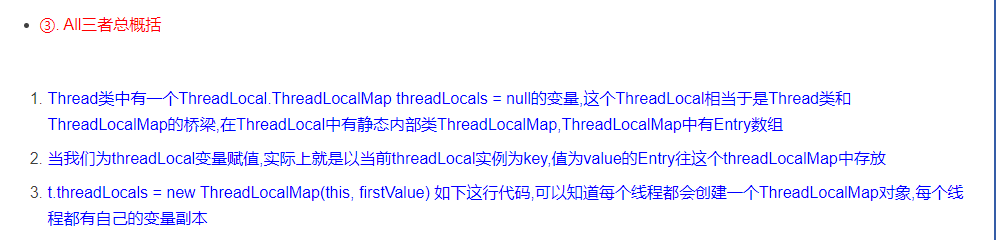 ③. All三者总概括
1. Thread类中有一个ThreadLocal.ThreadLocalMap threadLocals = null的变量,这个ThreadLocal相当于是Thread类和
ThreadLocalMap的桥梁,在ThreadLocal中有静态内部类ThreadLocalMap,ThreadLocalMap中有Entry数组
2. 当我们为threadLocal变量赋值,实际上就是以当前threadLocal实例为key,值为value的Entry往这个threadLocalMap中存放
3. t.threadLocals = new ThreadLocalMap(this, firstValue) 如下这行代码,可以知道每个线程都会创建一个ThreadLocalMap对象,每个线
程都有自己的变量副本